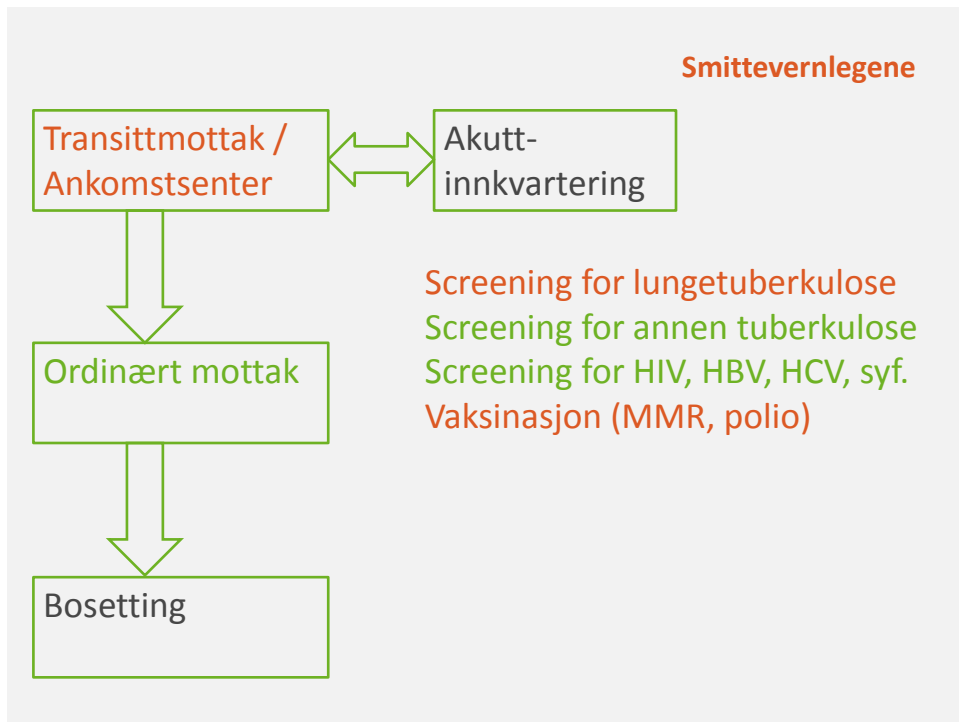 Smittevernlegene
Transittmottak /
Ankomstsenter
Akutt-
innkvartering
Screening for lungetuberkulose
Screening for annen tuberkulose
Screening for HIV, HBV, HCV, syf.
Vaksinasjon (MMR, polio)
Ordinært mottak
Bosetting